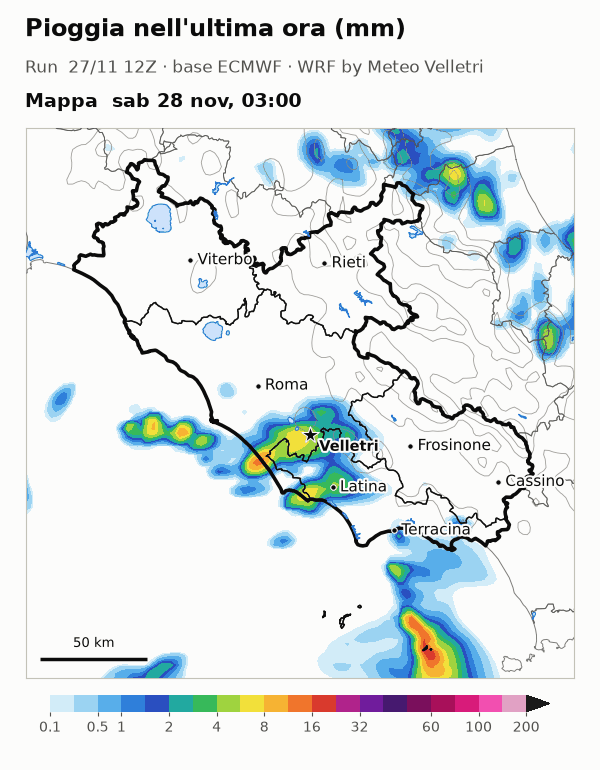 Pioggia nell'ultima ora (mm)
Run 27/11 12Z · base ECMWF · WRF by Meteo Velletri
Mappa sab 28 nov, 03:00
Viterbo
Rieti
Roma
Velletri
Frosinone
Latina
Cassino
Terracina
50 km
0.1 0.5 1 2 4 8 16 32 60 100 200